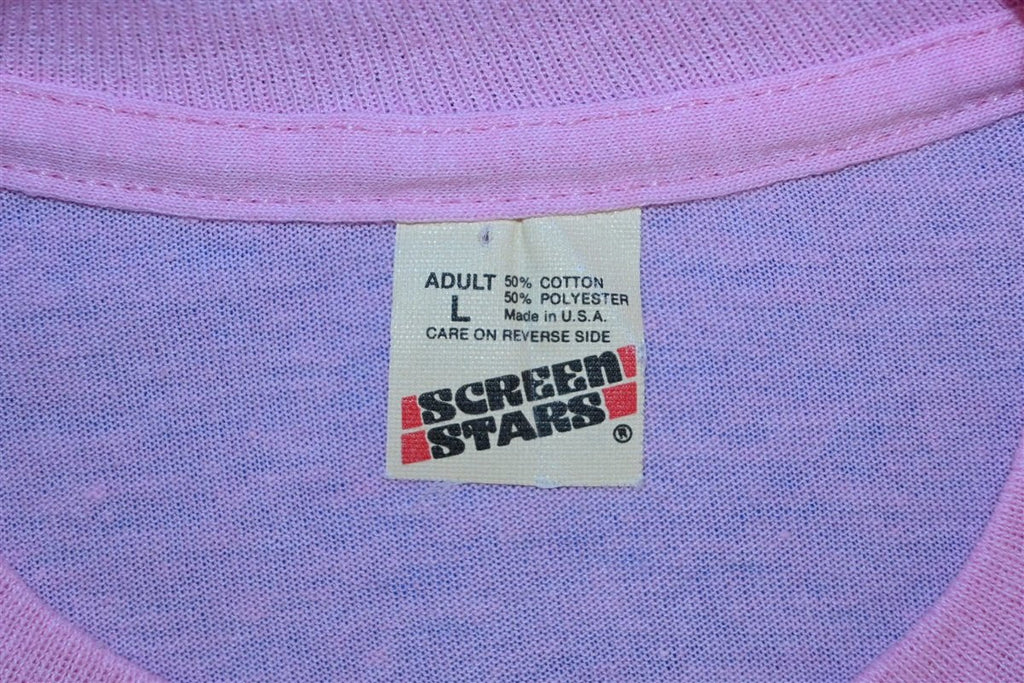 ADULT 50% COTTON
L 50% POLYESTER
Made in U.S.A.
CARE ON REVERSE SIDE
SCREEN
STARS ®